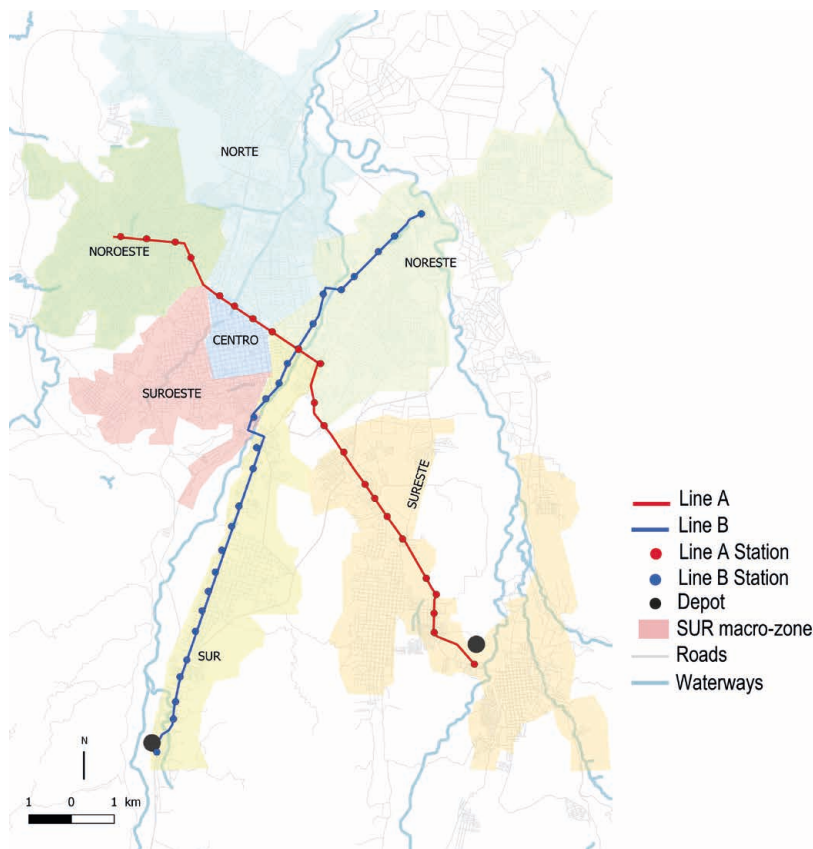 NORTE
NOROESTE
NORESTE
CENTRO
SUROESTE
SURESTE
SUR
N
1 0 1 km
Line A
Line B
Line A Station
Line B Station
Depot
SUR macro-zone
Roads
Waterways